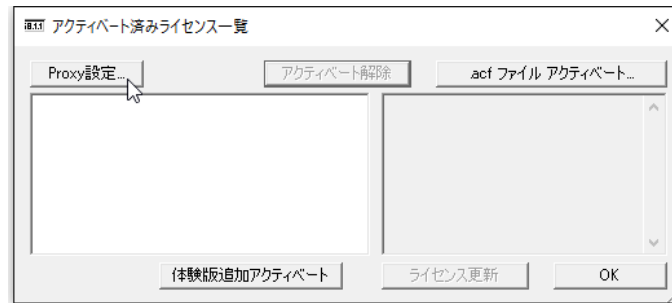 i8.1.1 アクティベート済みライセンス一覧
Proxy設定... アクティベート解除 .acf ファイル アクティベート...
体験版追加アクティベート ライセンス更新 OK